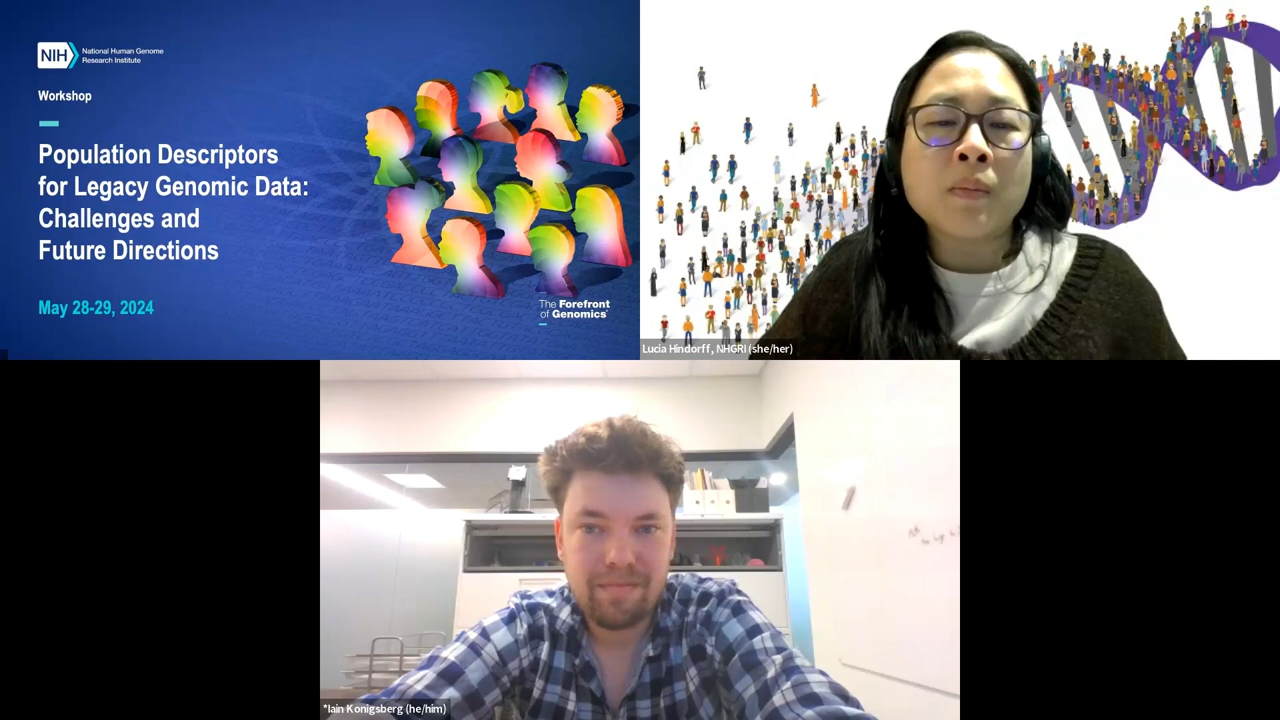 NIH
National Human Genome
Research Institute
Workshop
Population Descriptors
for Legacy Genomic Data:
Challenges and
Future Directions
May 28-29, 2024
The Forefront
of Genomics®
Lucia Hindorff, NHGRI (she/her)
*Iain Konigsberg (he/him)